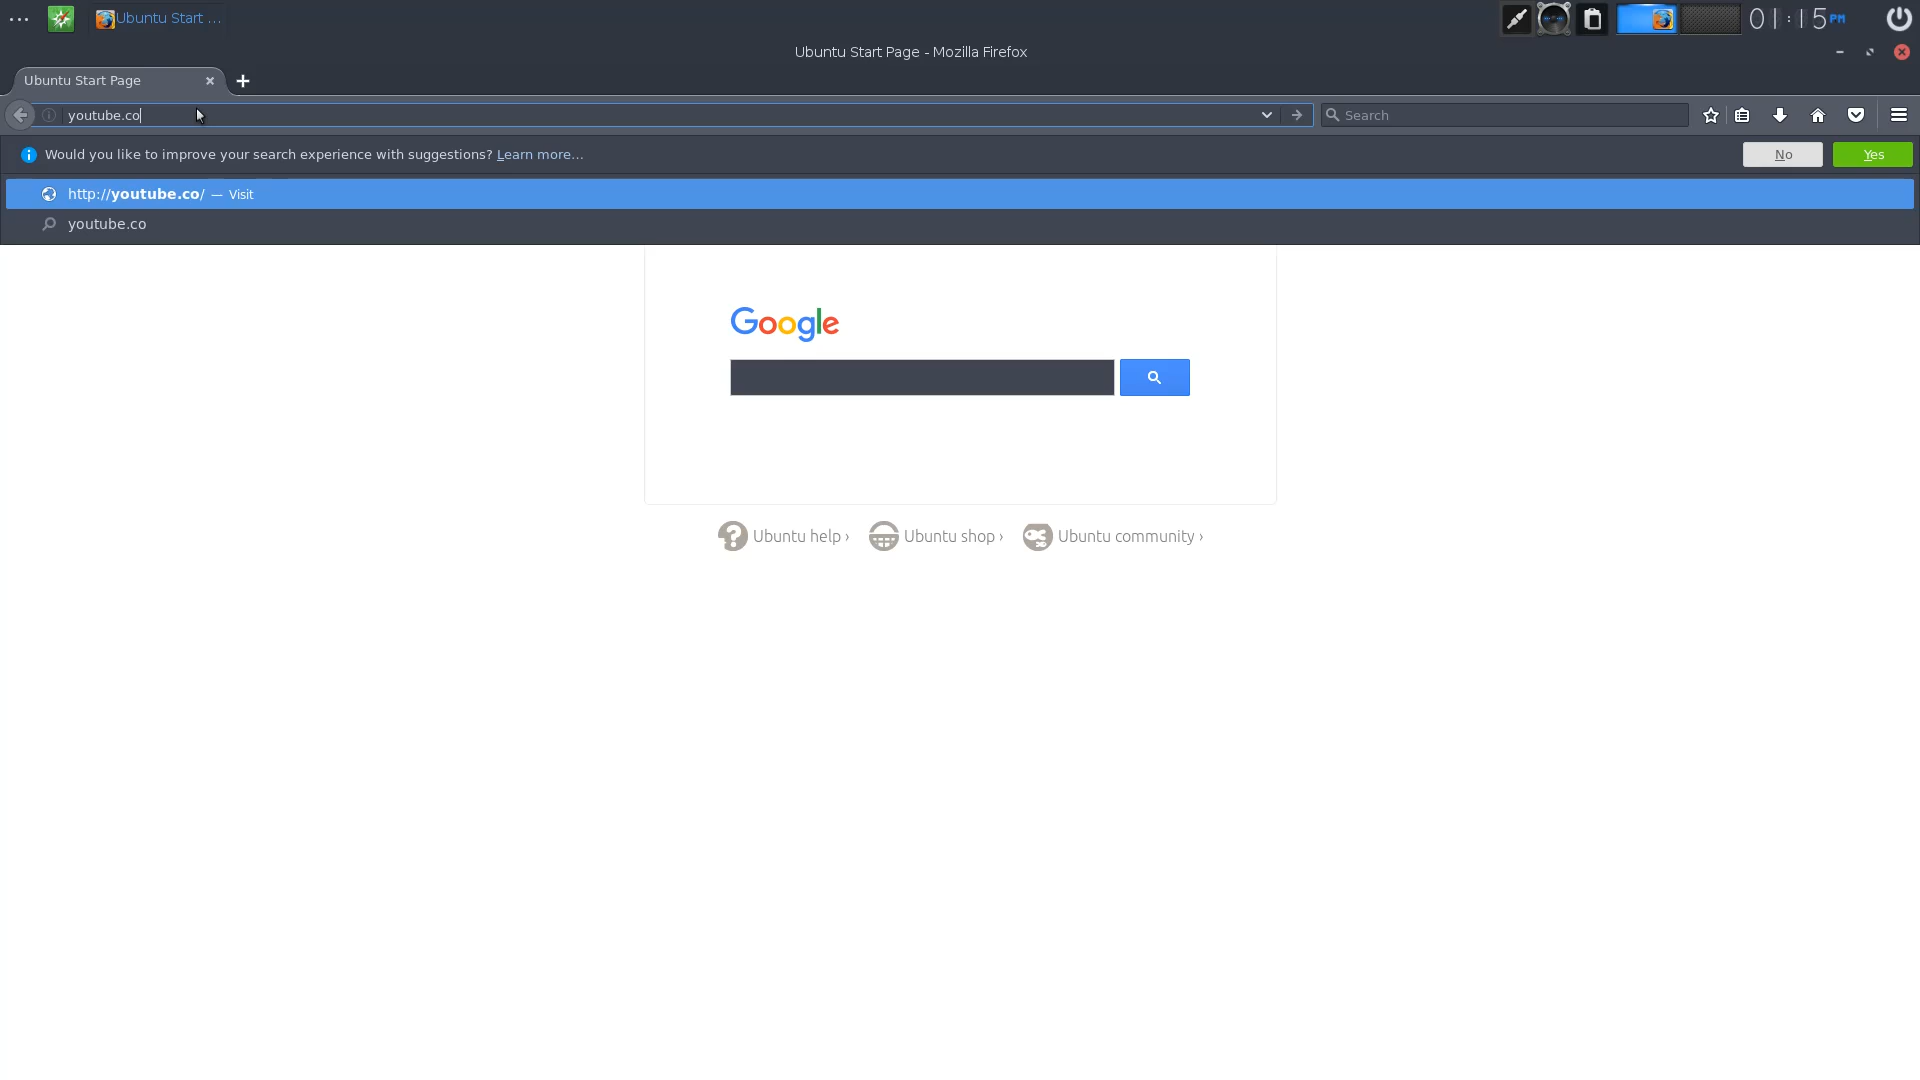 Ubuntu Start ...
01:15 PM
Ubuntu Start Page - Mozilla Firefox
Ubuntu Start Page
youtube.co
Search
Would you like to improve your search experience with suggestions? Learn more...
No
Yes
http://youtube.co/ — Visit
youtube.co
Google
Ubuntu help ›
Ubuntu shop ›
Ubuntu community ›